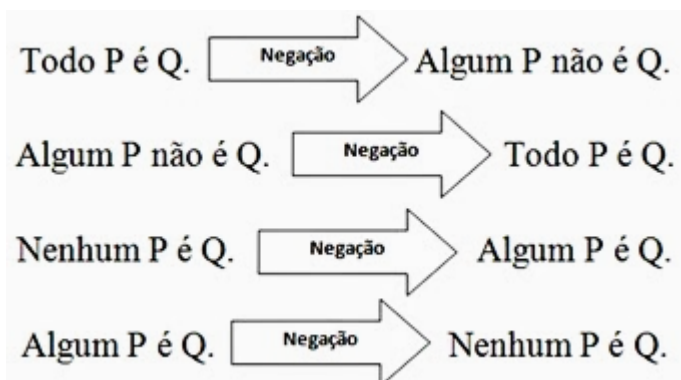 Todo P é Q. Negação Algum P não é Q.
Algum P não é Q. Negação Todo P é Q.
Nenhum P é Q. Negação Algum P é Q.
Algum P é Q. Negação Nenhum P é Q.